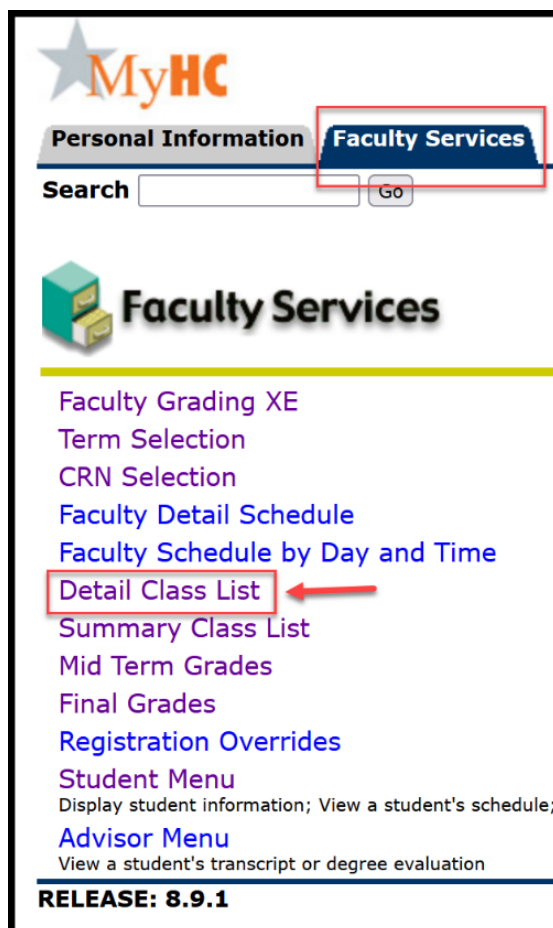 MyHC
Personal Information Faculty Services
Search Go
Faculty Services
Faculty Grading XE
Term Selection
CRN Selection
Faculty Detail Schedule
Faculty Schedule by Day and Time
Detail Class List
Summary Class List
Mid Term Grades
Final Grades
Registration Overrides
Student Menu
Display student information; View a student's schedule;
Advisor Menu
View a student's transcript or degree evaluation
RELEASE: 8.9.1